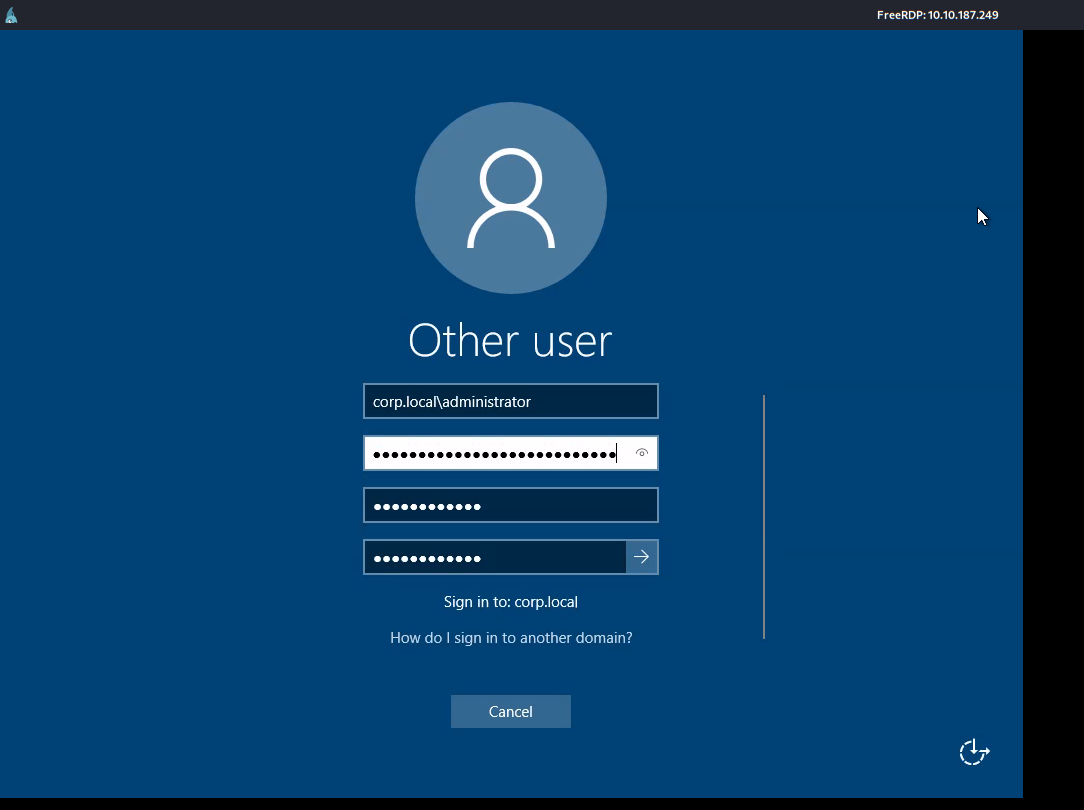 FreeRDP: 10.10.187.249
Other user
corp.local\administrator
●●●●●●●●●●●●●●●●●●●●●●●●●●●
●●●●●●●●●●●●
●●●●●●●●●●●●
Sign in to: corp.local
How do I sign in to another domain?
Cancel